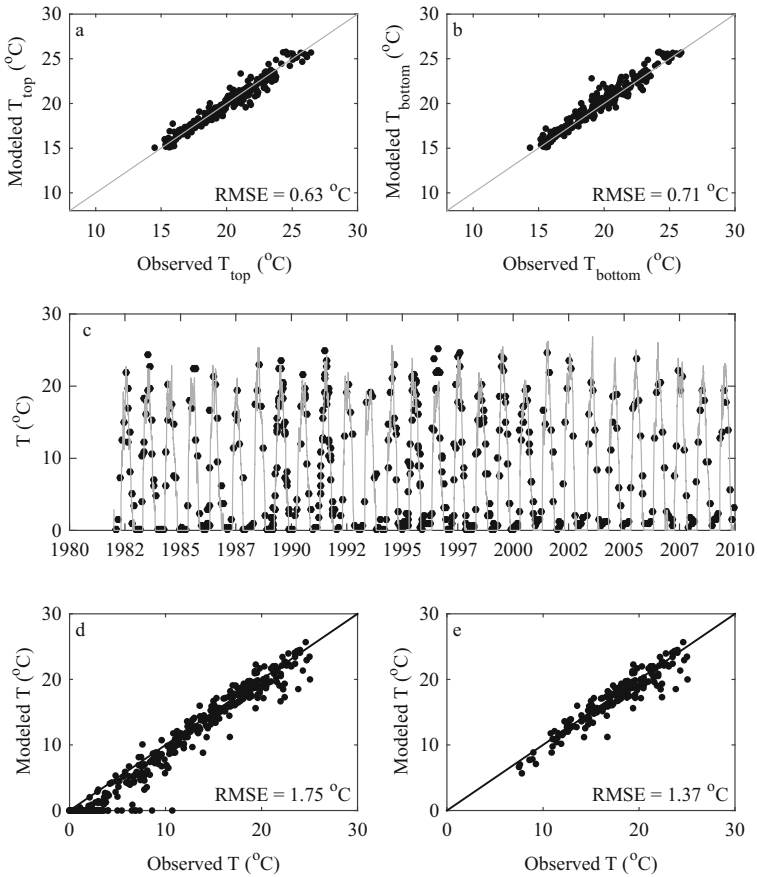 a
Modeled T_top (°C)
30
25
20
15
10
RMSE = 0.63 °C
10 15 20 25 30
Observed T_top (°C)
b
Modeled T_bottom (°C)
30
25
20
15
10
RMSE = 0.71 °C
10 15 20 25 30
Observed T_bottom (°C)
c
T (°C)
30
20
10
0
1980 1982 1985 1987 1990 1992 1995 1997 2000 2002 2005 2007 2010
d
Modeled T (°C)
30
20
10
0
RMSE = 1.75 °C
0 10 20 30
Observed T (°C)
e
Modeled T (°C)
30
20
10
0
RMSE = 1.37 °C
0 10 20 30
Observed T (°C)